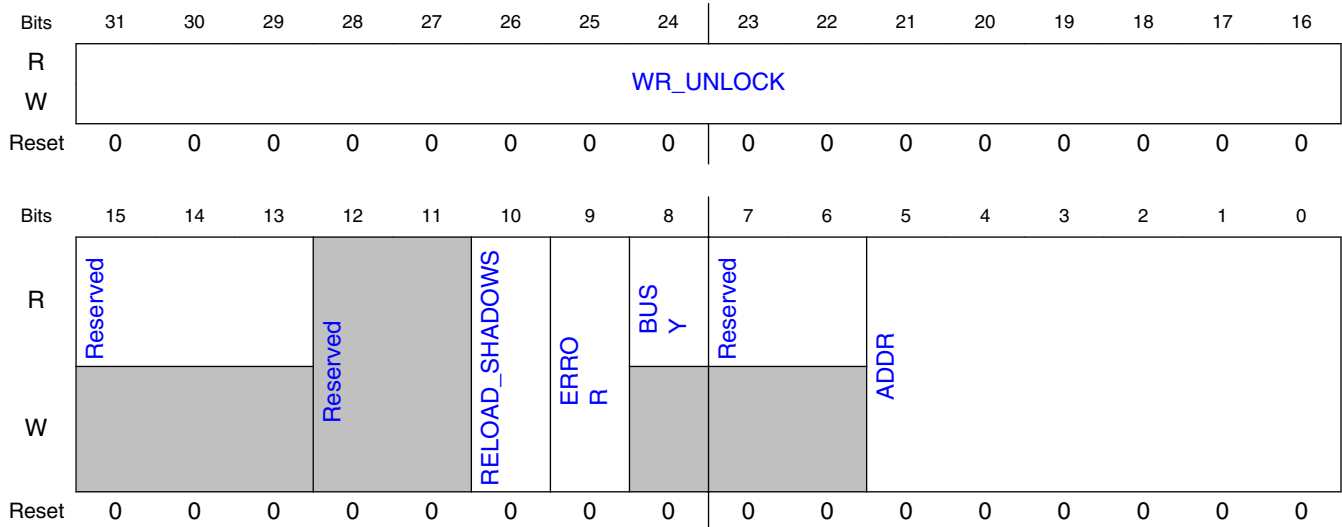 Bits 31 30 29 28 27 26 25 24 23 22 21 20 19 18 17 16
R
WR_UNLOCK
W
Reset 0 0 0 0 0 0 0 0 0 0 0 0 0 0 0 0
Bits 15 14 13 12 11 10 9 8 7 6 5 4 3 2 1 0
R
Reserved
Reserved
RELOAD_SHADOWS
ERRO
R
BUS
Y
Reserved
ADDR
W
Reset 0 0 0 0 0 0 0 0 0 0 0 0 0 0 0 0